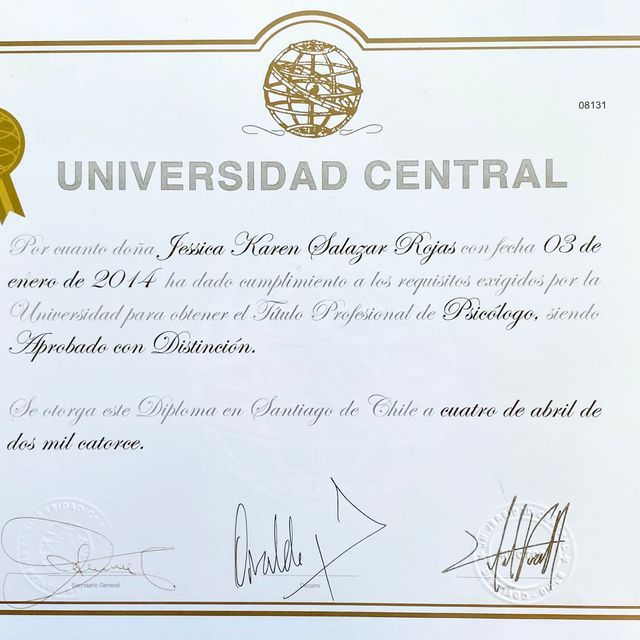 08131
UNIVERSIDAD CENTRAL
Por cuanto doña Jessica Karen Salazar Rojas con fecha 03 de
enero de 2014 ha dado cumplimiento a los requisitos exigidos por la
Universidad para obtener el Título Profesional de Psicólogo, siendo
Aprobado con Distinción.
Se otorga este Diploma en Santiago de Chile a cuatro de abril de
dos mil catorce.
Secretario General
Decano